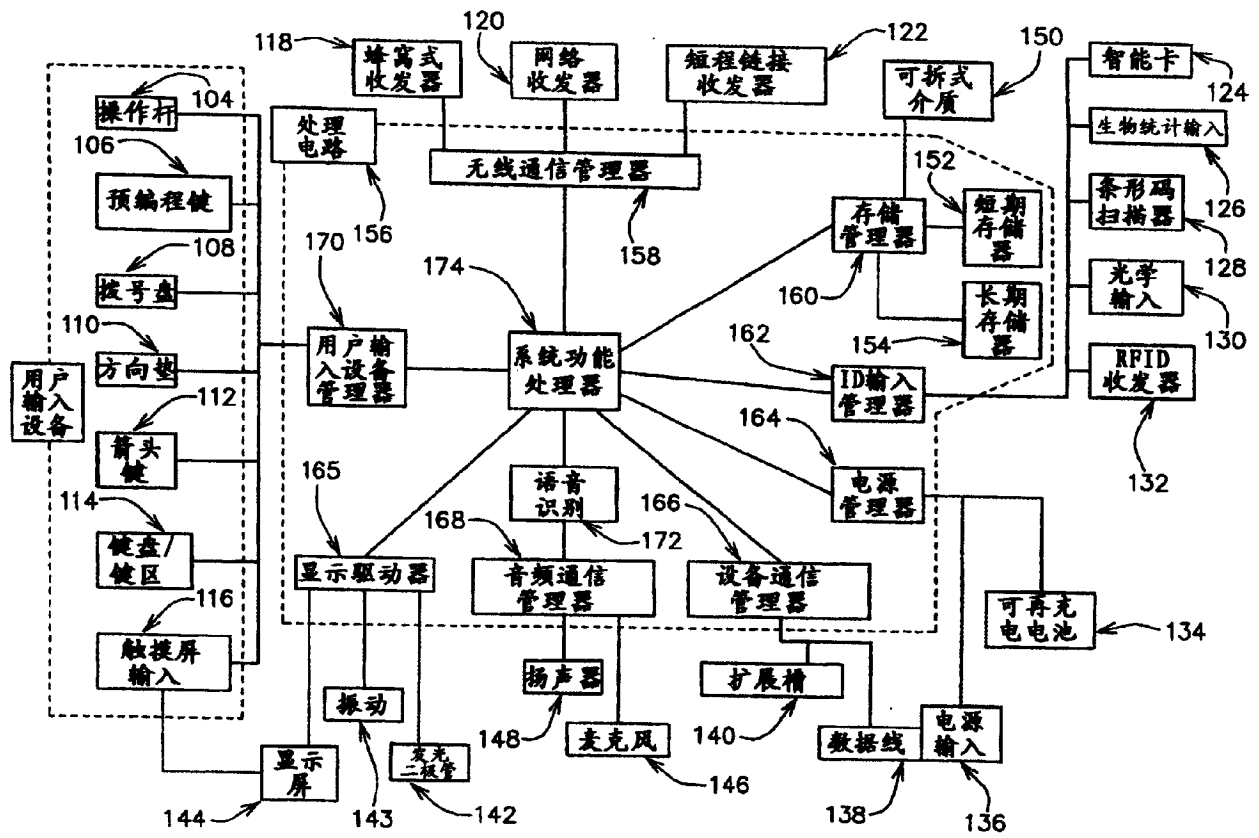 118
120
122
150
蜂窝式
收发器
网络
收发器
短程链接
收发器
可拆式
介质
智能卡
124
104
操作杆
处理
电路
生物统计输入
126
106
预编程键
无线通信管理器
156
158
152
存储
管理器
短期
存储
器
条形码
扫描器
128
108
拨号盘
170
174
160
长期
存储
器
154
光学
输入
130
110
方向垫
用户输
入设备
管理器
系统功能
处理器
162
ID输入
管理器
RFID
收发器
132
用户
输入
设备
112
箭头
键
164
电源
管理器
165
语音
识别
172
168
166
114
键盘/
键区
显示驱动器
音频通信
管理器
设备通信
管理器
可再充
电电池
134
116
触摸屏
输入
扬声器
148
扩展槽
140
振动
143
麦克风
146
数据线
138
电源
输入
136
显示
屏
144
发光
二极管
142